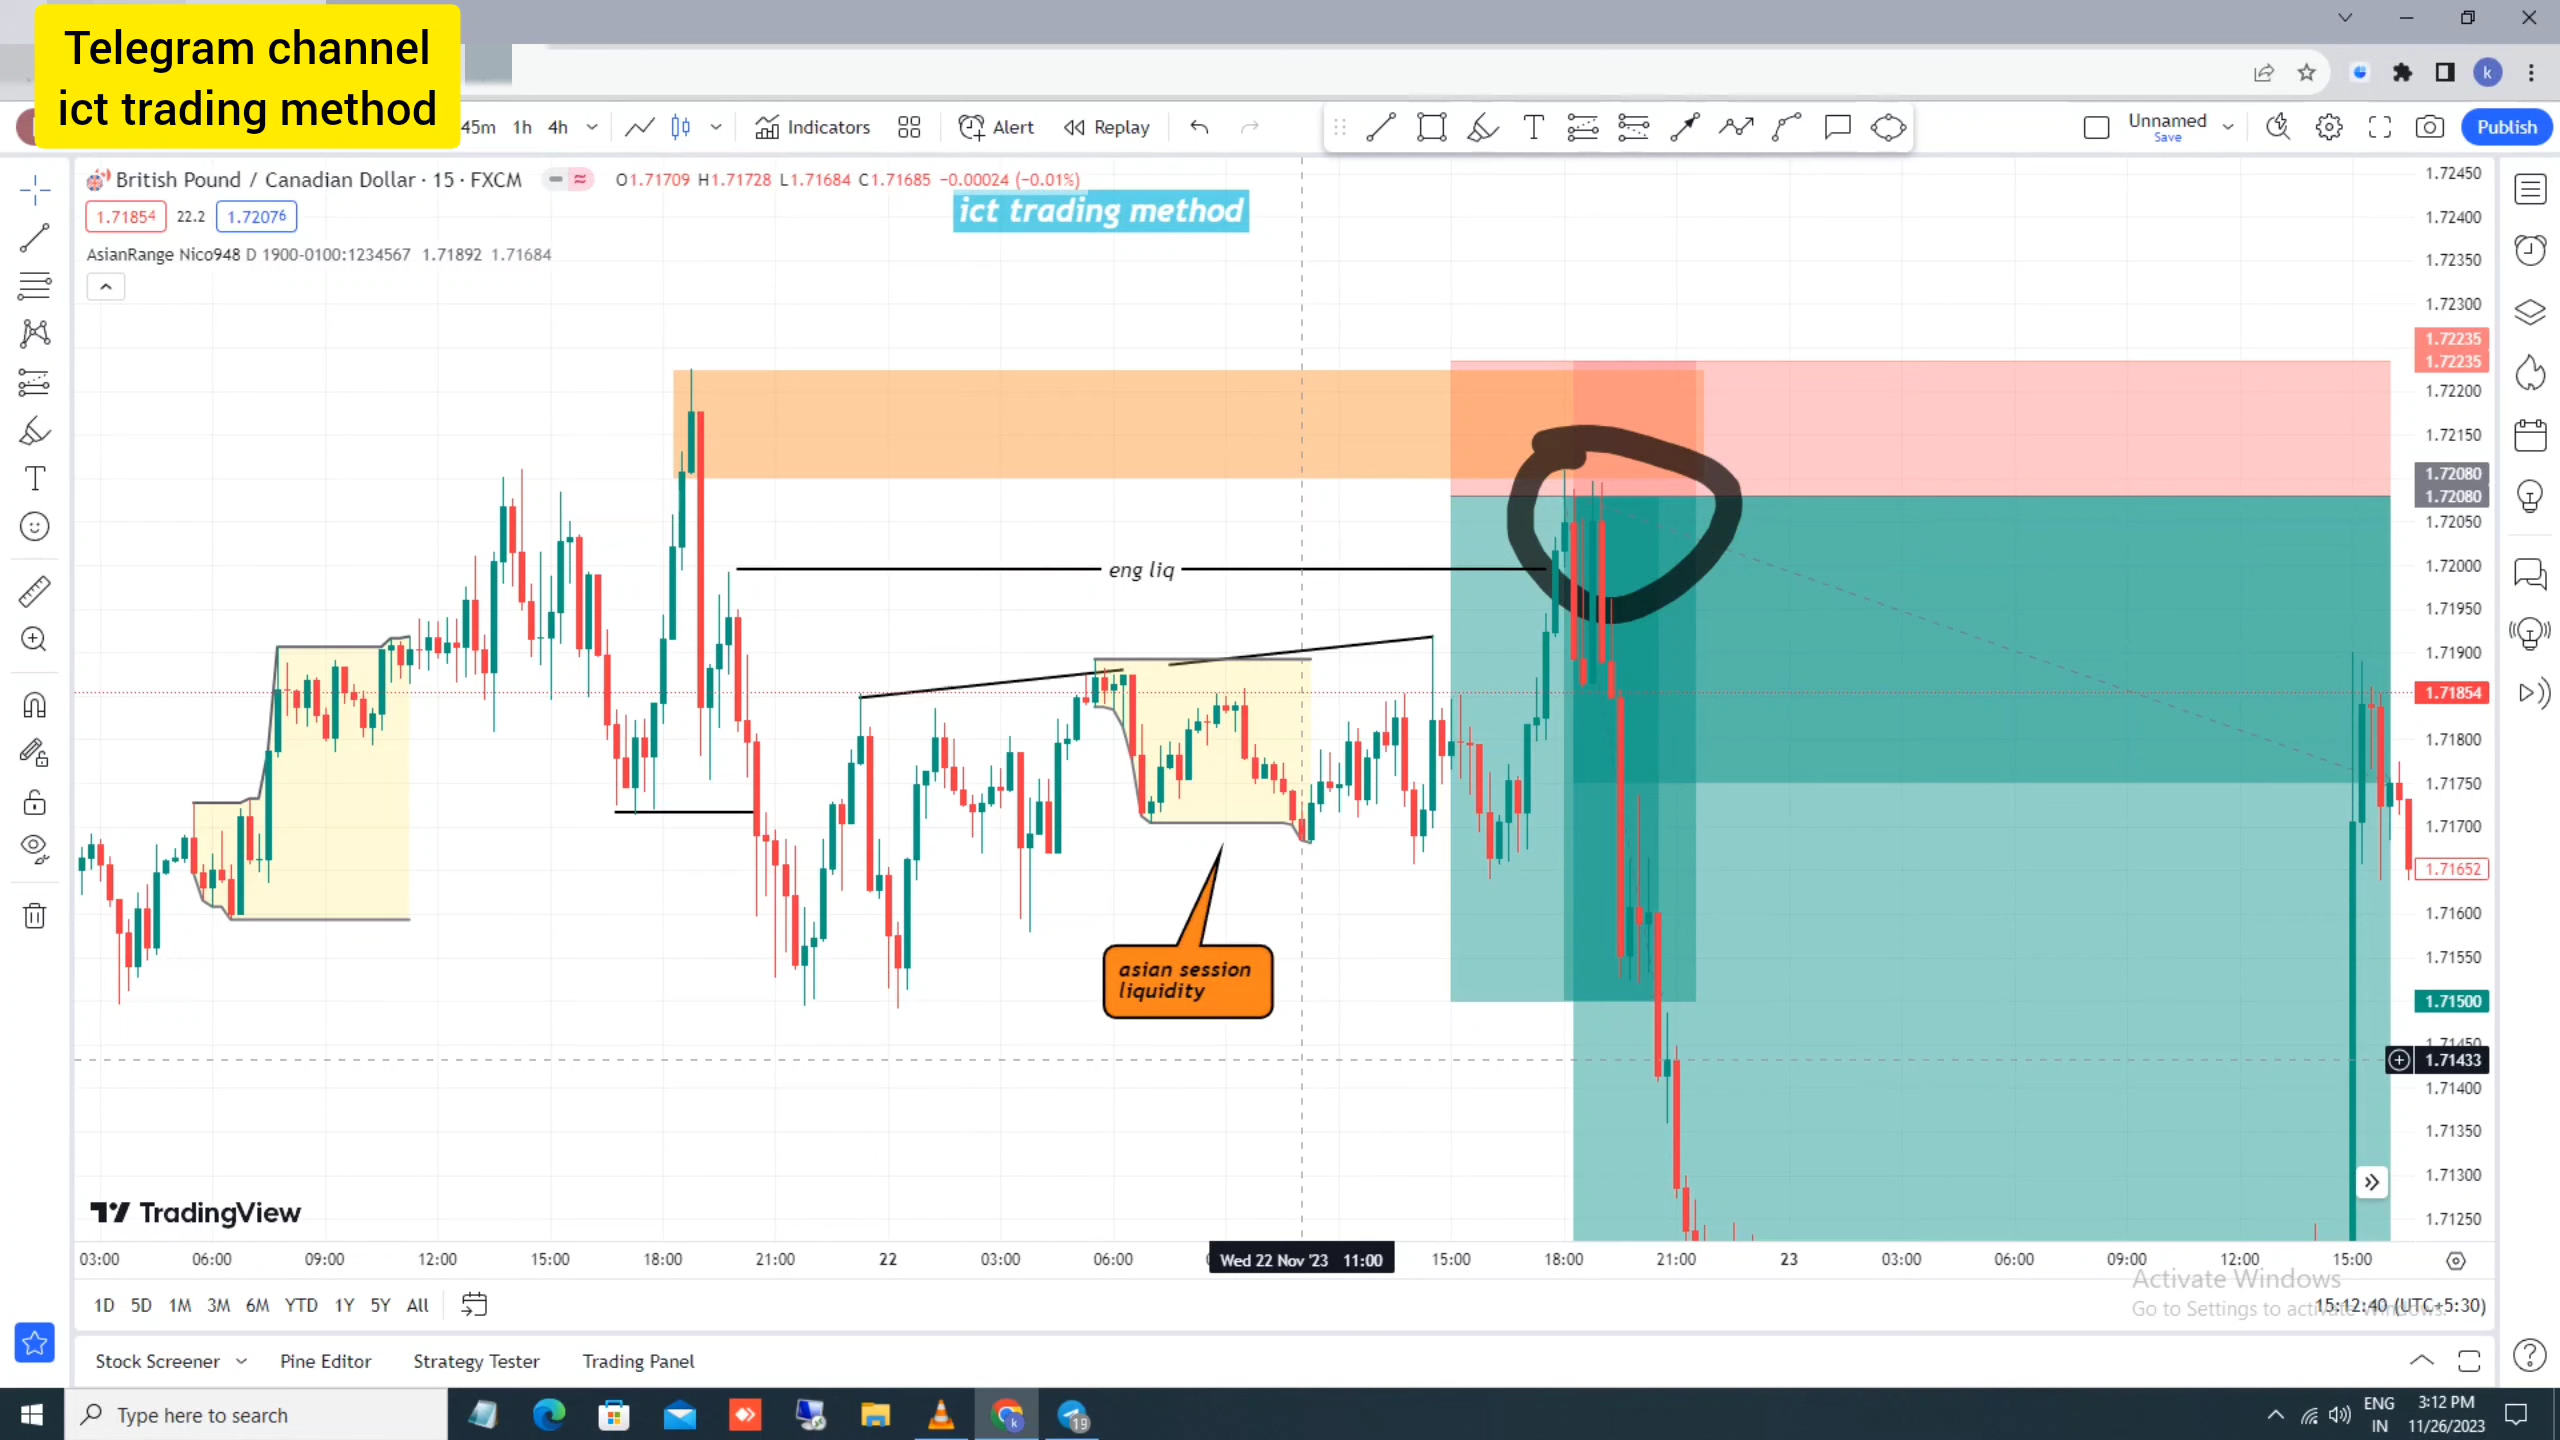 Telegram channel
ict trading method
45m 1h 4h Indicators Alert Replay Unnamed Save Publish
British Pound / Canadian Dollar · 15 · FXCM O1.71709 H1.71728 L1.71684 C1.71685 −0.00024 (−0.01%)
ict trading method
1.71854 22.2 1.72076
AsianRange Nico948 D 1900-0100:1234567 1.71892 1.71684
1.72450
1.72400
1.72350
1.72300
1.72235
1.72235
1.72200
1.72150
1.72080
1.72080
1.72050
1.72000
1.71950
1.71900
1.71854
1.71800
1.71750
1.71700
1.71652
1.71600
1.71550
1.71500
1.71450
1.71433
1.71400
1.71350
1.71300
1.71250
eng liq
asian session
liquidity
TradingView
03:00 06:00 09:00 12:00 15:00 18:00 21:00 22 03:00 06:00 Wed 22 Nov '23 11:00 15:00 18:00 21:00 23 03:00 06:00 09:00 12:00 15:00
Activate Windows
Go to Settings to activate Windows.
1D 5D 1M 3M 6M YTD 1Y 5Y All 15:12:40 (UTC+5:30)
Stock Screener Pine Editor Strategy Tester Trading Panel
Type here to search
19
k
k
ENG
IN
3:12 PM
11/26/2023